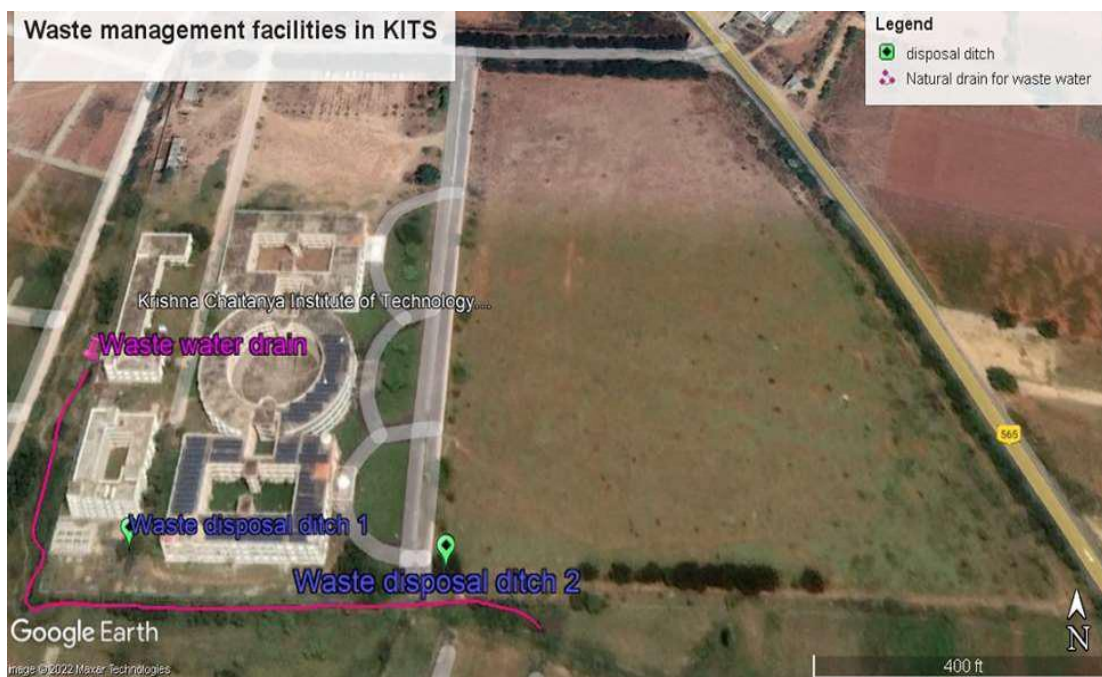 Waste management facilities in KITS
Legend
disposal ditch
Natural drain for waste water
Krishna Chaitanya Institute of Technology....
Waste water drain
565
Waste disposal ditch 1
Waste disposal ditch 2
N
Google Earth
Image © 2022 Maxar Technologies
400 ft